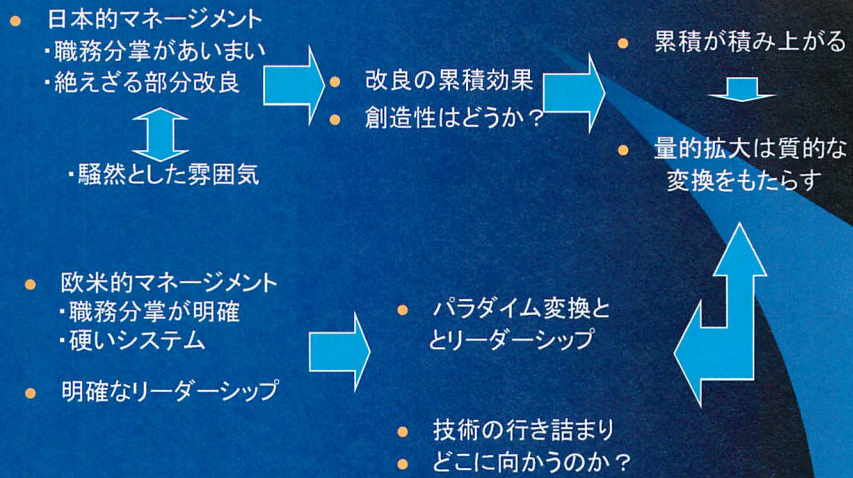 ● 日本的マネージメント
・職務分掌があいまい
・絶えざる部分改良
・騒然とした雰囲気
● 改良の累積効果
● 創造性はどうか？
● 累積が積み上がる
● 量的拡大は質的な
変換をもたらす
● 欧米的マネージメント
・職務分掌が明確
・硬いシステム
● 明確なリーダーシップ
● パラダイム変換と
とリーダーシップ
● 技術の行き詰まり
● どこに向かうのか？